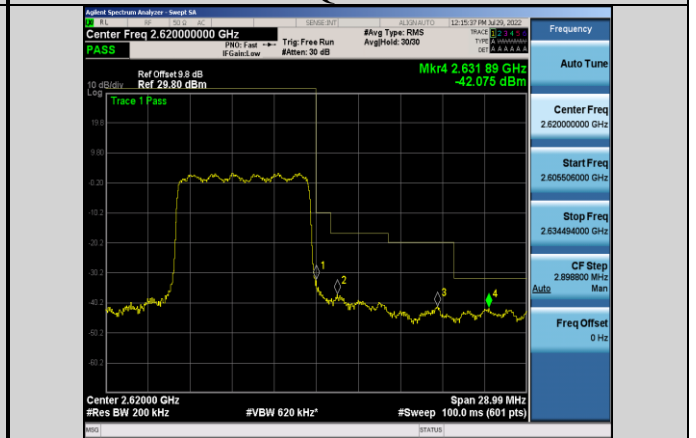 Agilent Spectrum Analyzer - Swept SA
RL RF 50 Ω AC SENSE:INT ALIGNAUTO 12:15:37 PM Jul 29, 2022
Center Freq 2.620000000 GHz #Avg Type: RMS TRACE 1 2 3 4 5 6
PASS PNO: Fast Trig: Free Run Avg|Hold: 30/30 TYPE
IFGain:Low #Atten: 30 dB DET A A A A A A
Mkr4 2.631 89 GHz
-42.075 dBm
Ref Offset 9.8 dB
10 dB/div Ref 29.80 dBm
Log
Trace 1 Pass
19.8
9.80
-0.20
-10.2
-20.2
-30.2
-40.2
-50.2
-60.2
1
2
3
4
Center 2.62000 GHz Span 28.99 MHz
#Res BW 200 kHz #VBW 620 kHz* #Sweep 100.0 ms (601 pts)
MSG STATUS
Frequency
Auto Tune
Center Freq
2.620000000 GHz
Start Freq
2.605506000 GHz
Stop Freq
2.634494000 GHz
CF Step
2.898800 MHz
Auto Man
Freq Offset
0 Hz